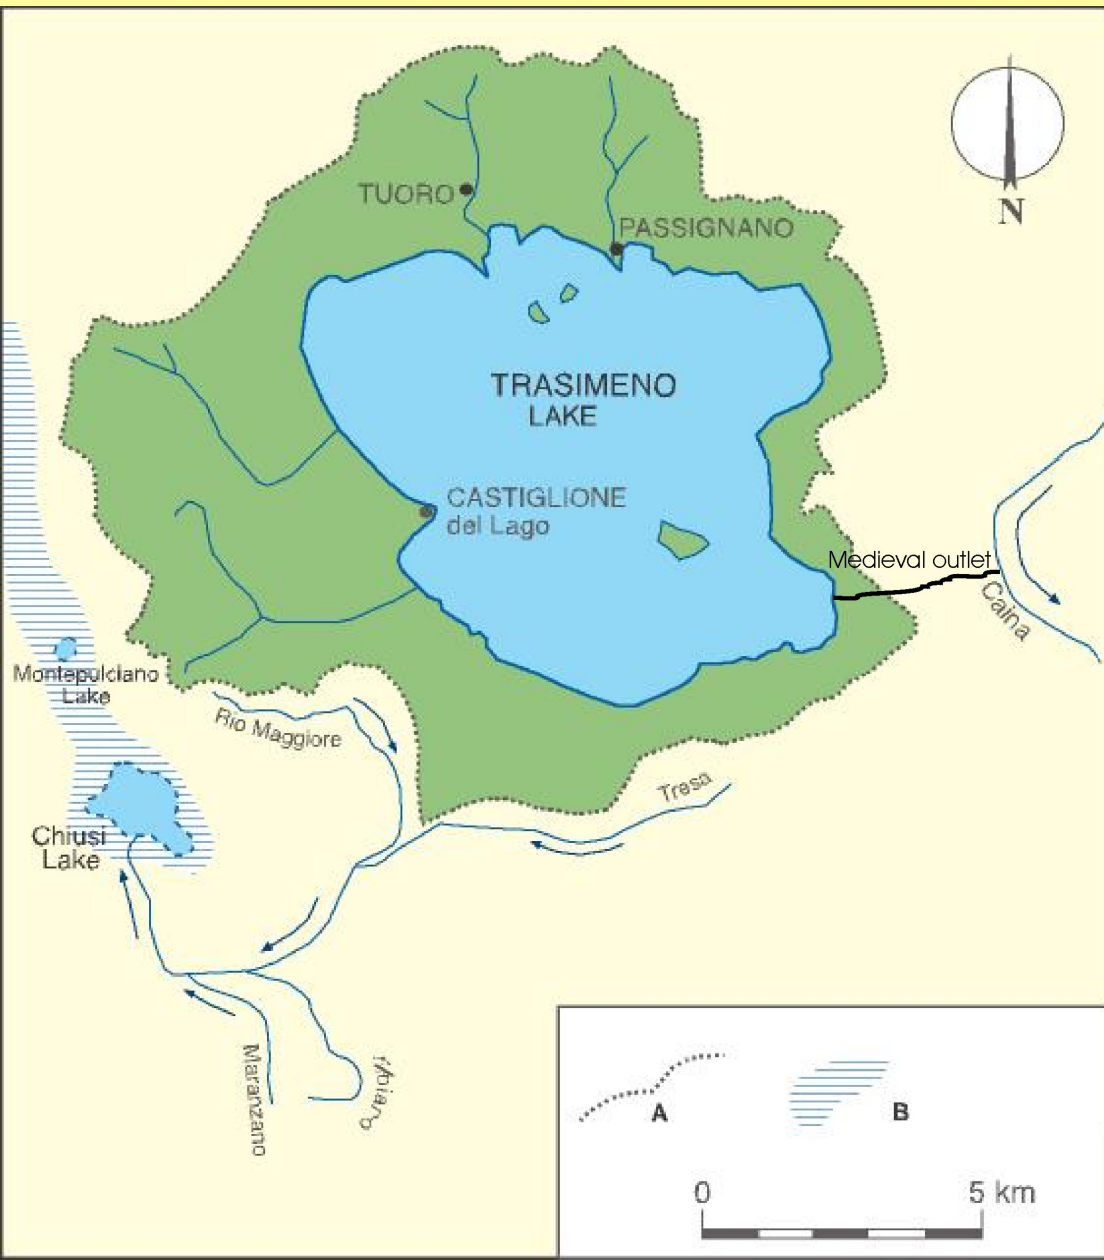 TUORO
PASSIGNANO
N
TRASIMENO
LAKE
CASTIGLIONE
del Lago
Medieval outlet
Caina
Montepulciano
Lake
Rio Maggiore
Tresa
Chiusi
Lake
Maranzano
A
B
0
5 km